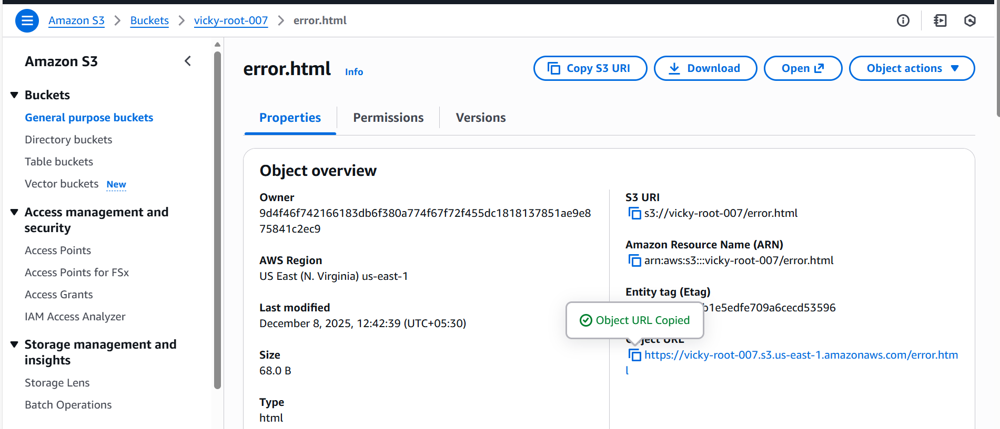 Amazon S3 > Buckets > vicky-root-007 > error.html
Amazon S3
Buckets
General purpose buckets
Directory buckets
Table buckets
Vector buckets New
Access management and
security
Access Points
Access Points for FSx
Access Grants
IAM Access Analyzer
Storage management and
insights
Storage Lens
Batch Operations
error.html Info
Copy S3 URI
Download
Open
Object actions
Properties
Permissions
Versions
Object overview
Owner
9d4f46f742166183db6f380a774f67f72f455dc1818137851ae9e8
75841c2ec9
AWS Region
US East (N. Virginia) us-east-1
Last modified
December 8, 2025, 12:42:39 (UTC+05:30)
Size
68.0 B
Type
html
S3 URI
s3://vicky-root-007/error.html
Amazon Resource Name (ARN)
arn:aws:s3:::vicky-root-007/error.html
Entity tag (Etag)
b1e5edfe709a6cecd53596
Object URL Copied
Object URL
https://vicky-root-007.s3.us-east-1.amazonaws.com/error.htm
l